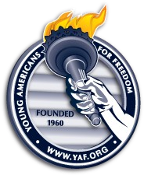 YOUNG AMERICANS
FOR FREEDOM
FOUNDED
1960
• WWW.YAF.ORG •